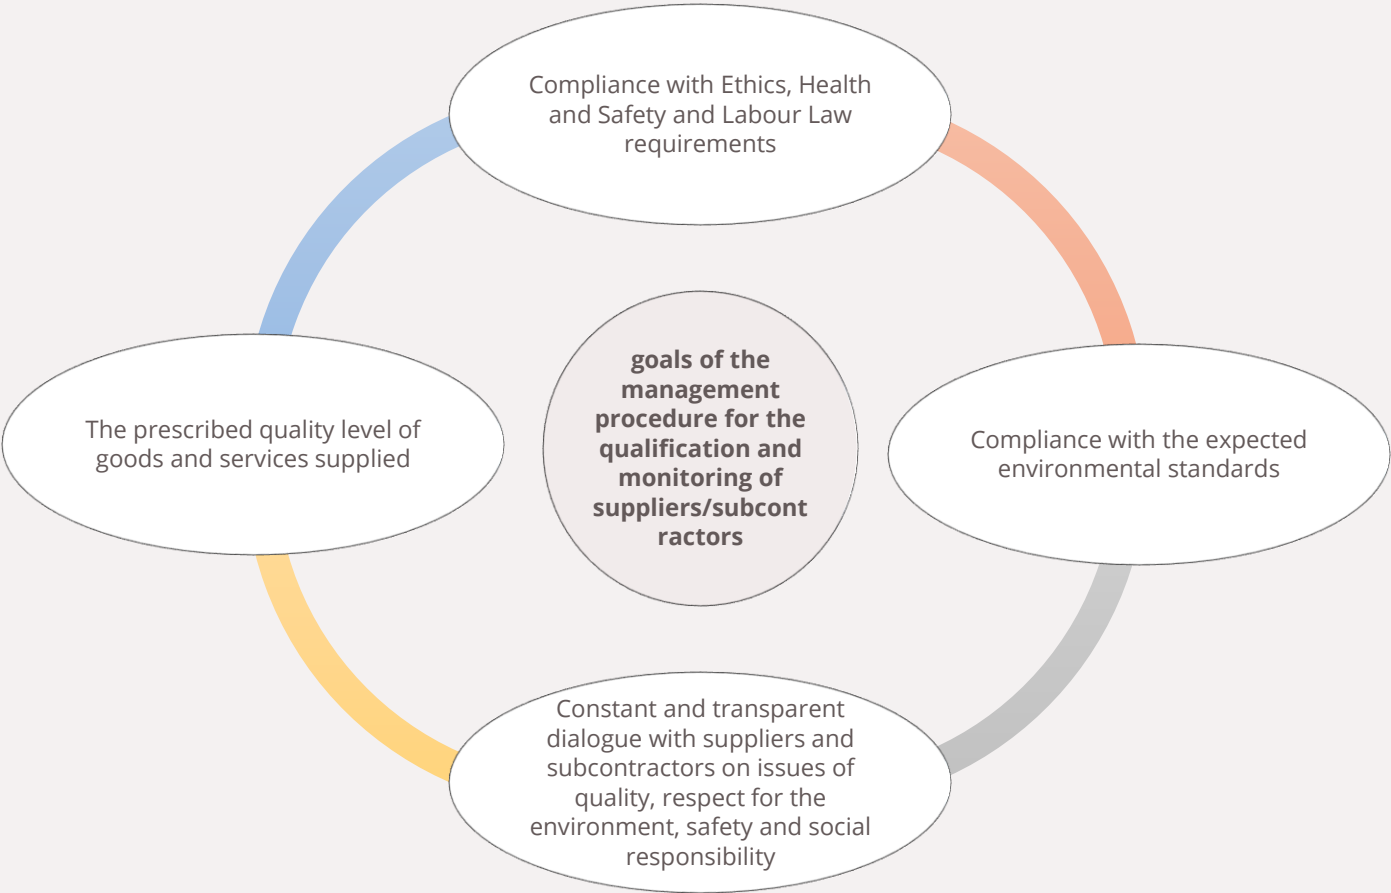 Compliance with Ethics, Health
and Safety and Labour Law
requirements
goals of the
management
procedure for the
qualification and
monitoring of
suppliers/subcont
ractors
The prescribed quality level of
goods and services supplied
Compliance with the expected
environmental standards
Constant and transparent
dialogue with suppliers and
subcontractors on issues of
quality, respect for the
environment, safety and social
responsibility